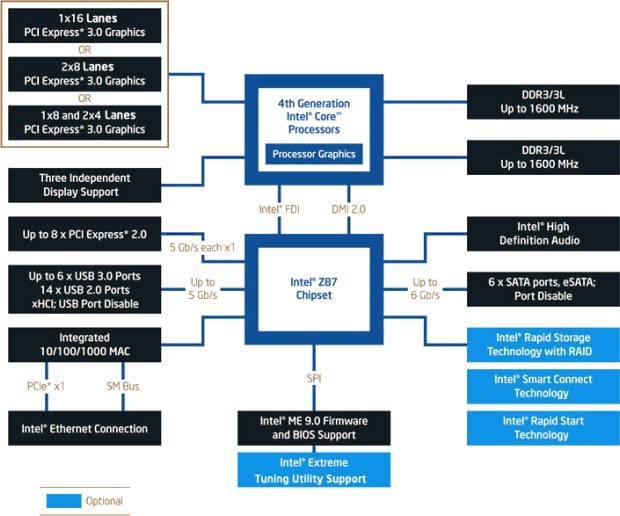 1x16 Lanes
PCI Express* 3.0 Graphics
OR
2x8 Lanes
PCI Express* 3.0 Graphics
OR
1x8 and 2x4 Lanes
PCI Express* 3.0 Graphics
Three Independent
Display Support
4th Generation
Intel® Core™
Processors
Processor Graphics
DDR3/3L
Up to 1600 MHz
DDR3/3L
Up to 1600 MHz
Intel® FDI
DMI 2.0
Up to 8 x PCI Express* 2.0
5 Gb/s each x1
Up to 6 x USB 3.0 Ports
14 x USB 2.0 Ports
xHCI; USB Port Disable
Up to
5 Gb/s
Integrated
10/100/1000 MAC
PCIe* x1
SM Bus
Intel® Ethernet Connection
Intel® Z87
Chipset
Intel® High
Definition Audio
Up to
6 Gb/s
6 x SATA ports, eSATA;
Port Disable
Intel® Rapid Storage
Technology with RAID
Intel® Smart Connect
Technology
Intel® Rapid Start
Technology
SPI
Intel® ME 9.0 Firmware
and BIOS Support
Intel® Extreme
Tuning Utility Support
Optional